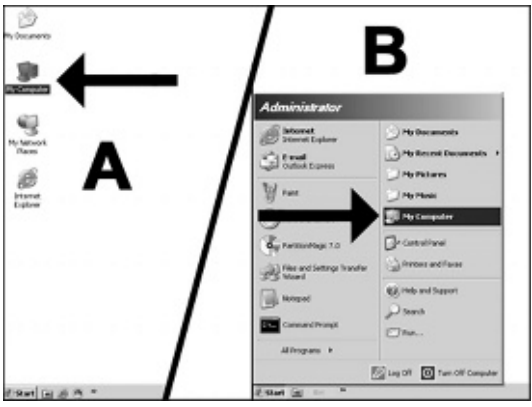 My Documents
My Computer
My Network
Places
Internet
Explorer
A
Start
B
Administrator
Internet
Internet Explorer
E-mail
Outlook Express
Paint
PartitionMagic 7.0
Files and Settings Transfer
Wizard
Notepad
Command Prompt
All Programs
My Documents
My Recent Documents
My Pictures
My Music
My Computer
Control Panel
Printers and Faxes
Help and Support
Search
Run...
Log Off
Turn Off Computer
Start